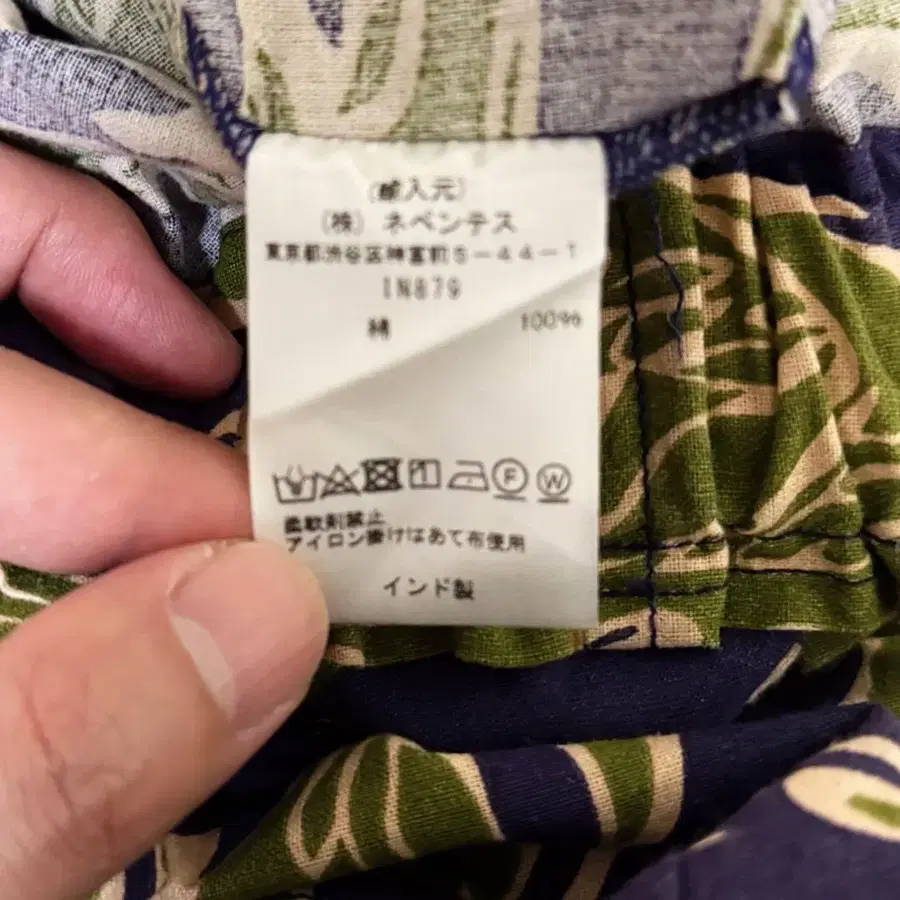 (輸入元)
(株) ネペンテス
東京都渋谷区神宮前5-44-1
IN879
綿 100%
F W
柔軟剤禁止
アイロン掛けはあて布使用
インド製